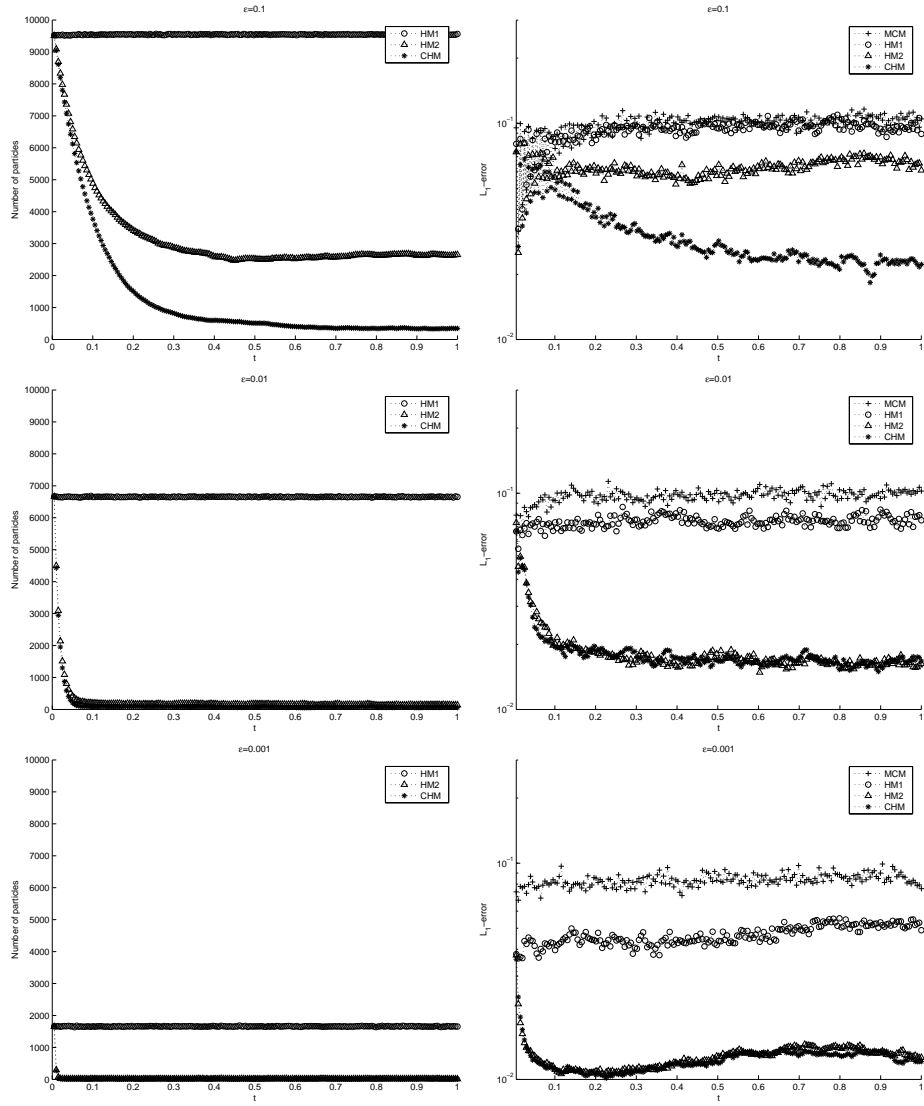 ε=0.1
10000
9000
8000
7000
6000
5000
4000
3000
2000
1000
0
Number of particles
0
0.1
0.2
0.3
0.4
0.5
0.6
0.7
0.8
0.9
1
t
HM1
HM2
CHM
ε=0.1
10⁻¹
10⁻²
L₁−error
0.1
0.2
0.3
0.4
0.5
0.6
0.7
0.8
0.9
1
t
MCM
HM1
HM2
CHM
ε=0.01
10000
9000
8000
7000
6000
5000
4000
3000
2000
1000
0
Number of particles
0
0.1
0.2
0.3
0.4
0.5
0.6
0.7
0.8
0.9
1
t
HM1
HM2
CHM
ε=0.01
10⁻¹
10⁻²
L₁−error
0.1
0.2
0.3
0.4
0.5
0.6
0.7
0.8
0.9
1
t
MCM
HM1
HM2
CHM
ε=0.001
10000
9000
8000
7000
6000
5000
4000
3000
2000
1000
0
Number of particles
0
0.1
0.2
0.3
0.4
0.5
0.6
0.7
0.8
0.9
1
t
HM1
HM2
CHM
ε=0.001
10⁻¹
10⁻²
L₁−error
0.1
0.2
0.3
0.4
0.5
0.6
0.7
0.8
0.9
1
t
MCM
HM1
HM2
CHM